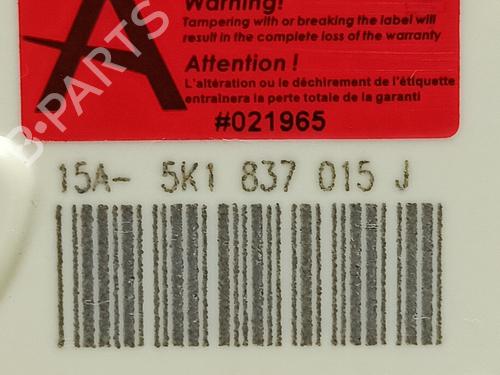 Warning!
Tampering with or breaking the label will
result in the complete loss of the warranty
Attention !
L'altération ou le déchirement de l'étiquette
entraînera la perte totale de la garanti
#021965
A
B-PARTS
15A- 5K1 837 015 J